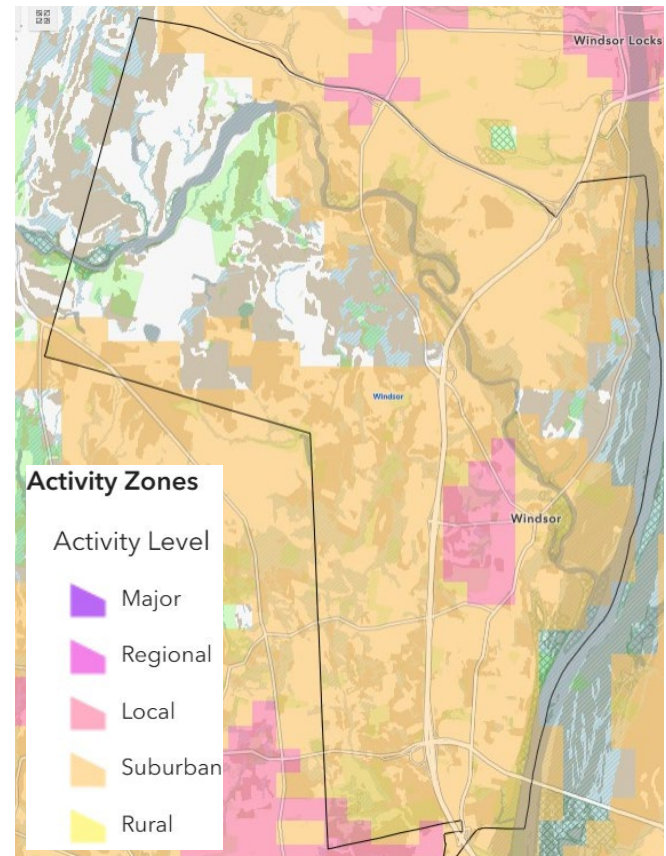 Windsor Locks
Windsor
Windsor
Activity Zones
Activity Level
Major
Regional
Local
Suburban
Rural